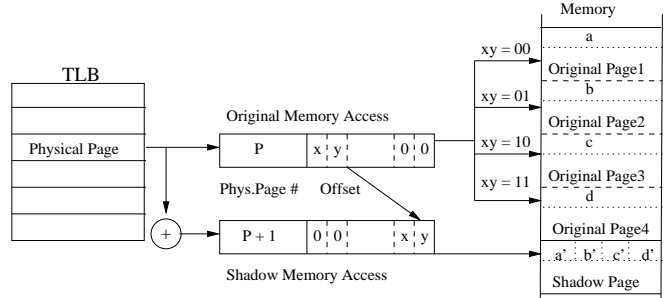 Memory
a
xy = 00
TLB
Original Page1
b
Original Memory Access
xy = 01
Original Page2
Physical Page
P x y 0 0
xy = 10
c
Original Page3
Phys.Page # Offset
xy = 11
d
Original Page4
+
P + 1 0 0 x y
a' b' c' d'
Shadow Memory Access
Shadow Page